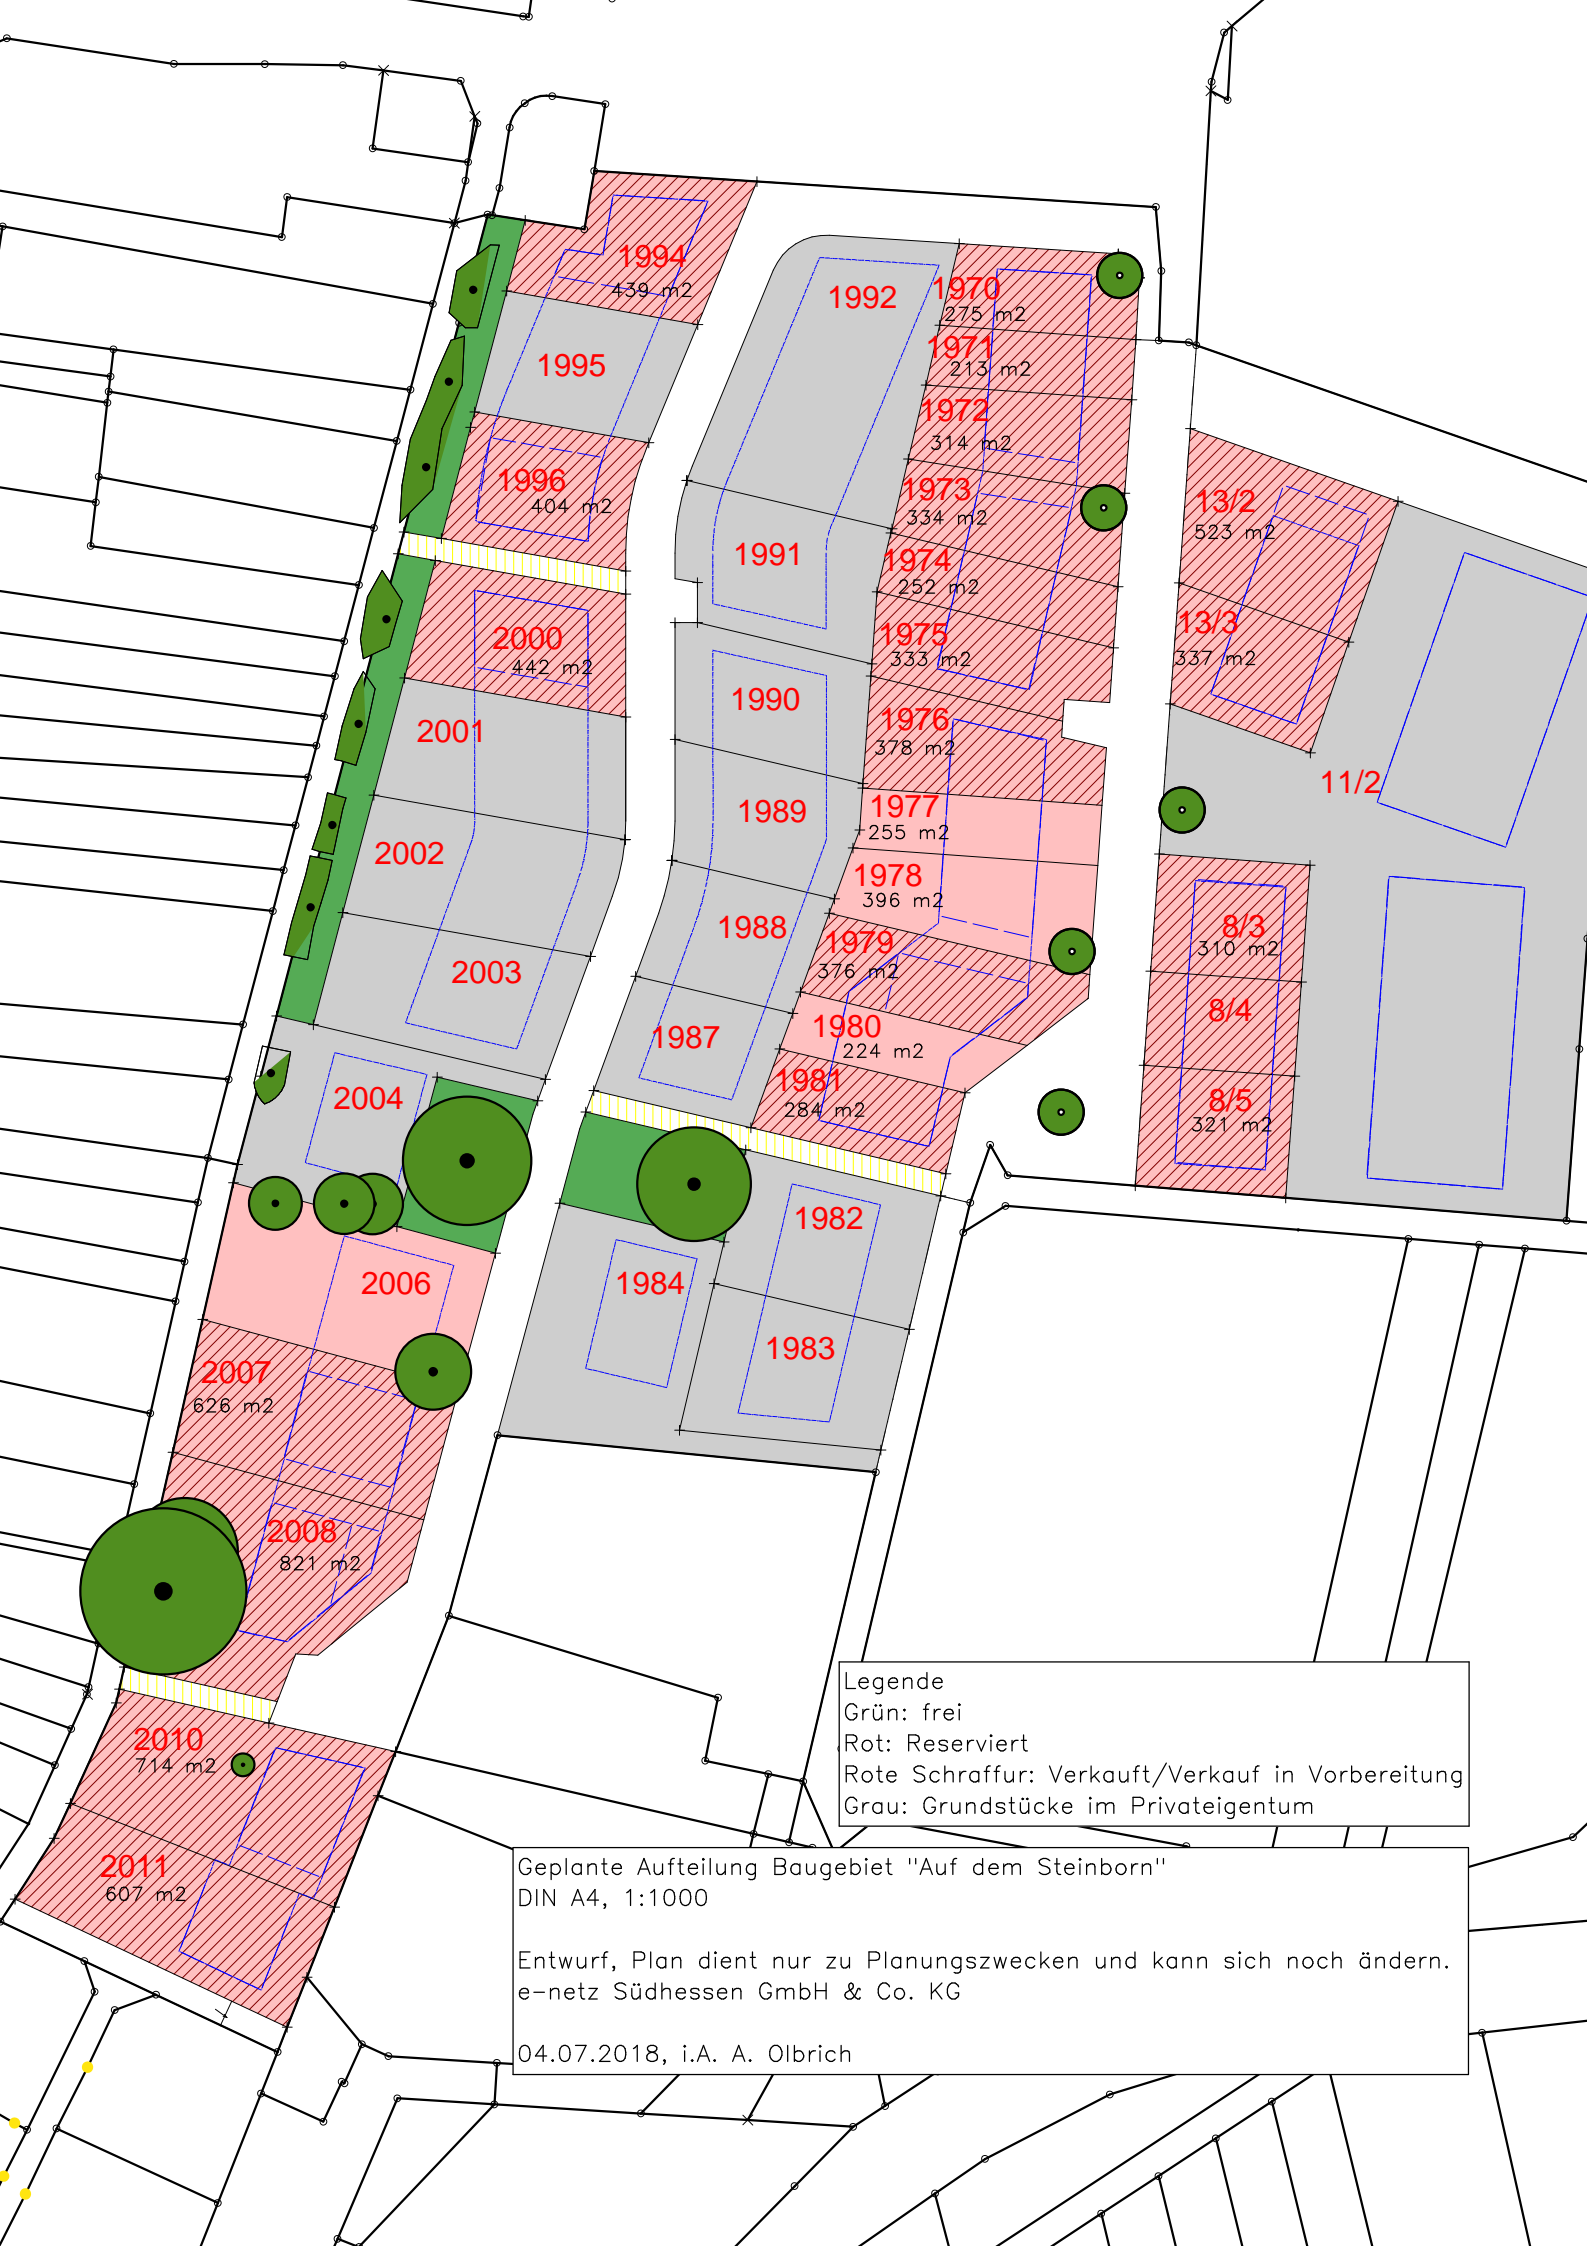 1994
439 m2
1995
1996
404 m2
2000
442 m2
2001
2002
2003
2004
2006
2007
626 m2
2008
821 m2
2010
714 m2
2011
607 m2
1992
1991
1990
1989
1988
1987
1984
1982
1983
1970
275 m2
1971
213 m2
1972
314 m2
1973
334 m2
1974
252 m2
1975
333 m2
1976
378 m2
1977
255 m2
1978
396 m2
1979
376 m2
1980
224 m2
1981
284 m2
13/2
523 m2
13/3
337 m2
11/2
8/3
310 m2
8/4
8/5
321 m2
Legende
Grün: frei
Rot: Reserviert
Rote Schraffur: Verkauft/Verkauf in Vorbereitung
Grau: Grundstücke im Privateigentum
Geplante Aufteilung Baugebiet "Auf dem Steinborn"
DIN A4, 1:1000
Entwurf, Plan dient nur zu Planungszwecken und kann sich noch ändern.
e-netz Südhessen GmbH & Co. KG
04.07.2018, i.A. A. Olbrich